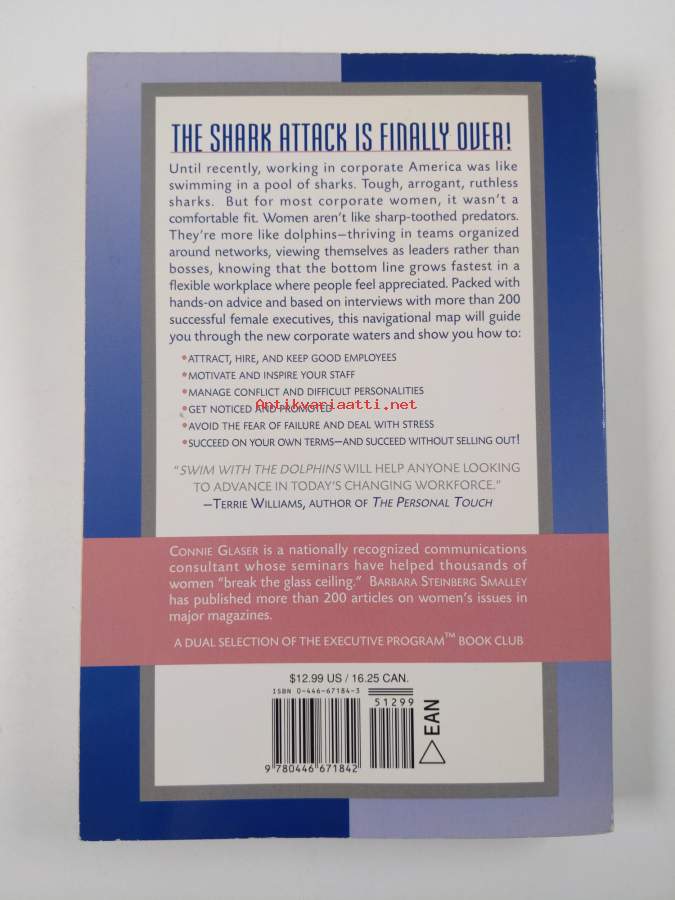 THE SHARK ATTACK IS FINALLY OVER!
Until recently, working in corporate America was like
swimming in a pool of sharks. Tough, arrogant, ruthless
sharks. But for most corporate women, it wasn't a
comfortable fit. Women aren't like sharp-toothed predators.
They're more like dolphins—thriving in teams organized
around networks, viewing themselves as leaders rather than
bosses, knowing that the bottom line grows fastest in a
flexible workplace where people feel appreciated. Packed with
hands-on advice and based on interviews with more than 200
successful female executives, this navigational map will guide
you through the new corporate waters and show you how to:
•ATTRACT, HIRE, AND KEEP GOOD EMPLOYEES
•MOTIVATE AND INSPIRE YOUR STAFF
•MANAGE CONFLICT AND DIFFICULT PERSONALITIES
Antikvariaatti.net
•GET NOTICED AND PROMOTED
•AVOID THE FEAR OF FAILURE AND DEAL WITH STRESS
•SUCCEED ON YOUR OWN TERMS—AND SUCCEED WITHOUT SELLING OUT!
"SWIM WITH THE DOLPHINS WILL HELP ANYONE LOOKING
TO ADVANCE IN TODAY'S CHANGING WORKFORCE."
—TERRIE WILLIAMS, AUTHOR OF THE PERSONAL TOUCH
CONNIE GLASER IS A NATIONALLY RECOGNIZED COMMUNICATIONS
CONSULTANT WHOSE SEMINARS HAVE HELPED THOUSANDS OF
WOMEN "BREAK THE GLASS CEILING." BARBARA STEINBERG SMALLEY
HAS PUBLISHED MORE THAN 200 ARTICLES ON WOMEN'S ISSUES IN
MAJOR MAGAZINES.
A DUAL SELECTION OF THE EXECUTIVE PROGRAM™ BOOK CLUB
$12.99 US / 16.25 CAN.
ISBN 0-446-67184-3
51299
EAN
9 780446 671842